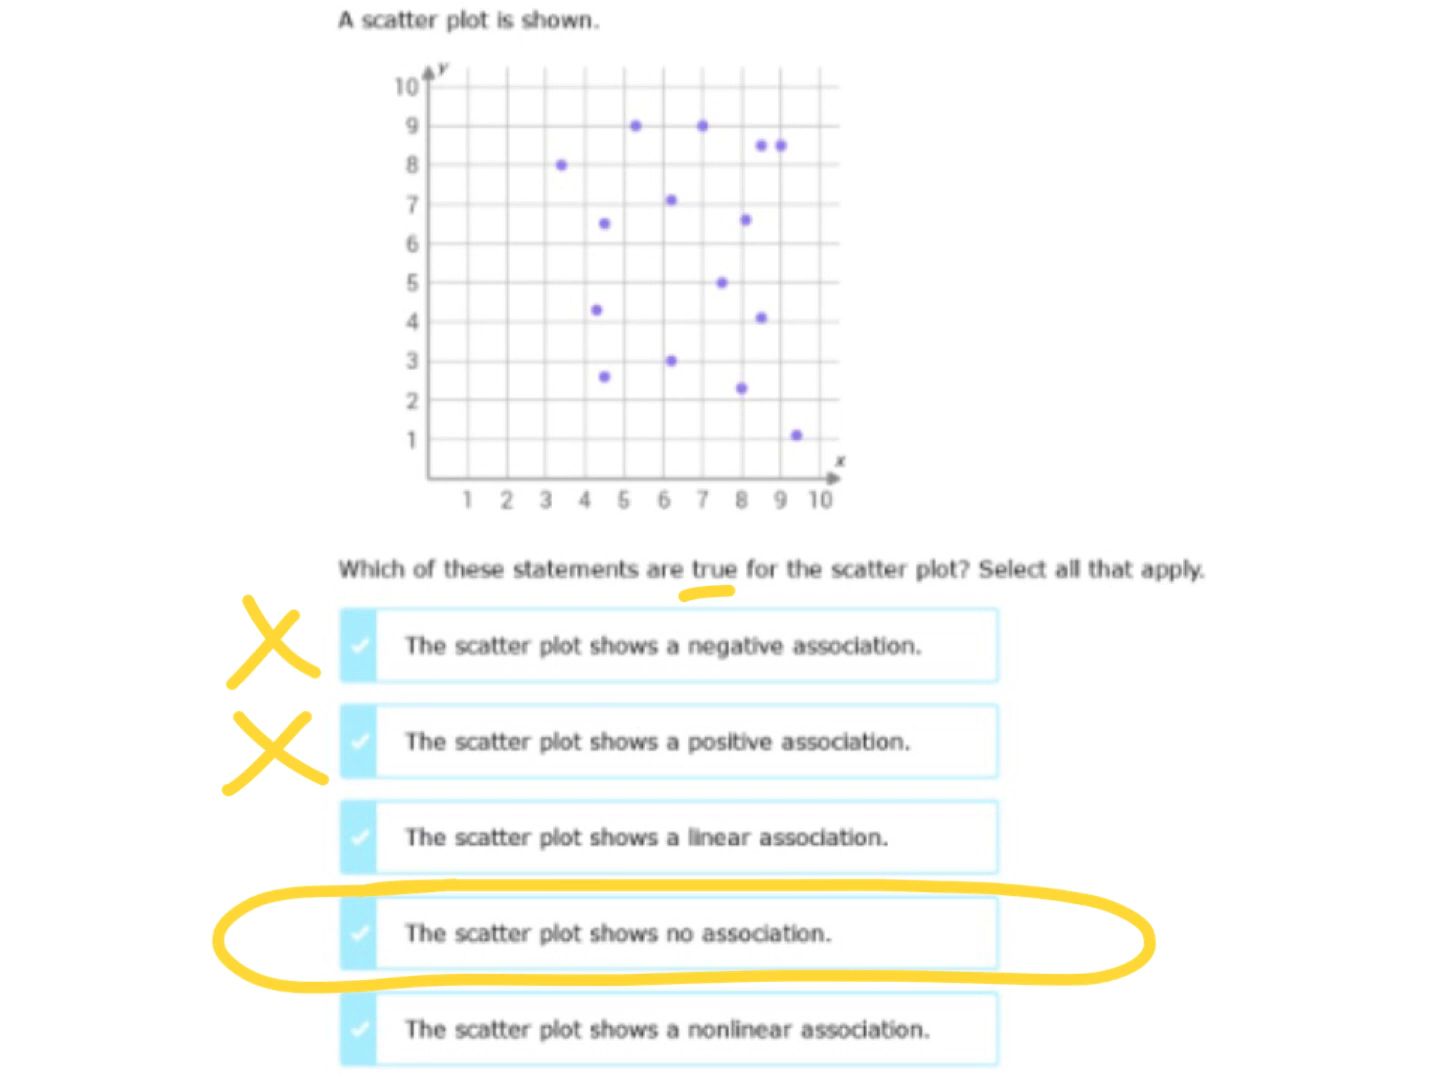 A scatter plot is shown.
y
10
9
8
7
6
5
4
3
2
1
x
1 2 3 4 5 6 7 8 9 10
Which of these statements are true for the scatter plot? Select all that apply.
The scatter plot shows a negative association.
The scatter plot shows a positive association.
The scatter plot shows a linear association.
The scatter plot shows no association.
The scatter plot shows a nonlinear association.